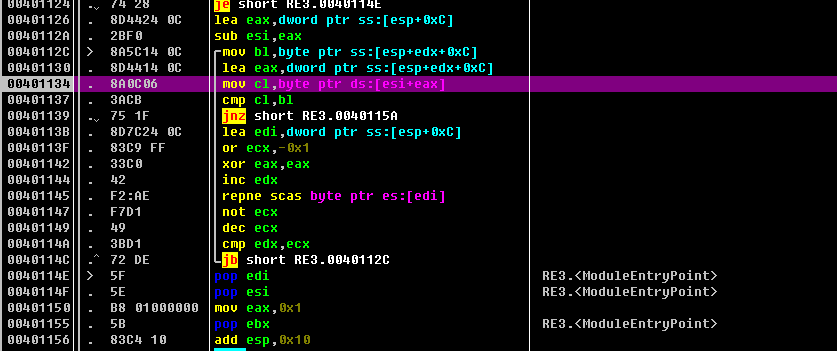 00401124 .ˬ 74 28 je short RE3.0040114E
00401126 . 8D4424 0C lea eax,dword ptr ss:[esp+0xC]
0040112A . 2BF0 sub esi,eax
0040112C > 8A5C14 0C mov bl,byte ptr ss:[esp+edx+0xC]
00401130 . 8D4414 0C lea eax,dword ptr ss:[esp+edx+0xC]
00401134 . 8A0C06 mov cl,byte ptr ds:[esi+eax]
00401137 . 3ACB cmp cl,bl
00401139 .ˬ 75 1F jnz short RE3.0040115A
0040113B . 8D7C24 0C lea edi,dword ptr ss:[esp+0xC]
0040113F . 83C9 FF or ecx,-0x1
00401142 . 33C0 xor eax,eax
00401144 . 42 inc edx
00401145 . F2:AE repne scas byte ptr es:[edi]
00401147 . F7D1 not ecx
00401149 . 49 dec ecx
0040114A . 3BD1 cmp edx,ecx
0040114C .^ 72 DE jb short RE3.0040112C
0040114E > 5F pop edi RE3.<ModuleEntryPoint>
0040114F . 5E pop esi RE3.<ModuleEntryPoint>
00401150 . B8 01000000 mov eax,0x1
00401155 . 5B pop ebx RE3.<ModuleEntryPoint>
00401156 . 83C4 10 add esp,0x10